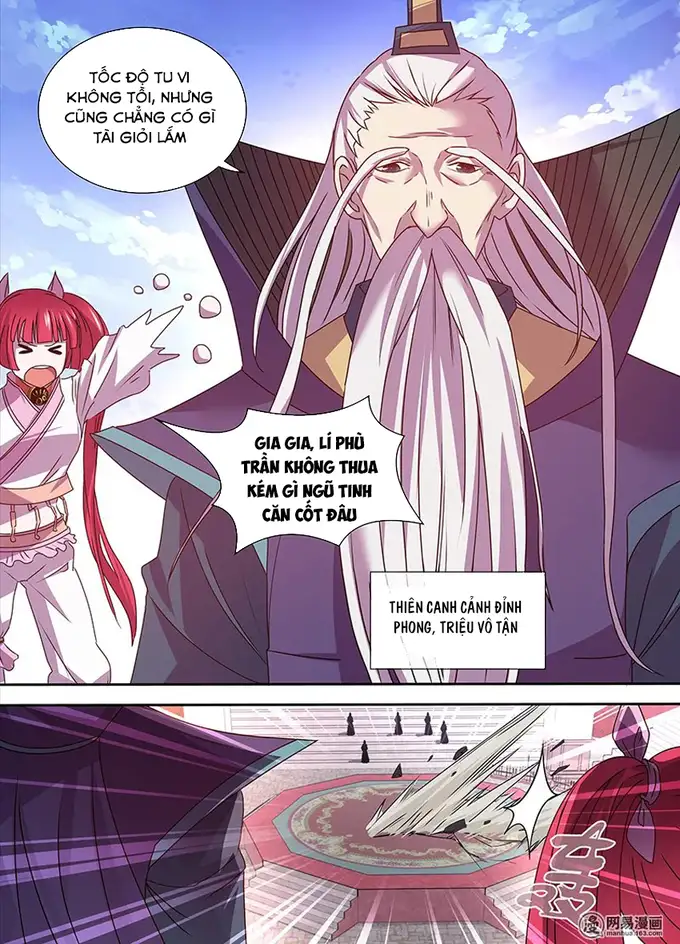 TỐC ĐỘ TU VI
KHÔNG TỒI, NHƯNG
CŨNG CHẲNG CÓ GÌ
TÀI GIỎI LẮM
GIA GIA, LÍ PHÙ
TRẦN KHÔNG THUA
KÉM GÌ NGŨ TINH
CĂN CỐT ĐÂU
THIÊN CANH CẢNH ĐỈNH
PHONG, TRIỆU VÔ TẬN
网易漫画
manhua.163.com